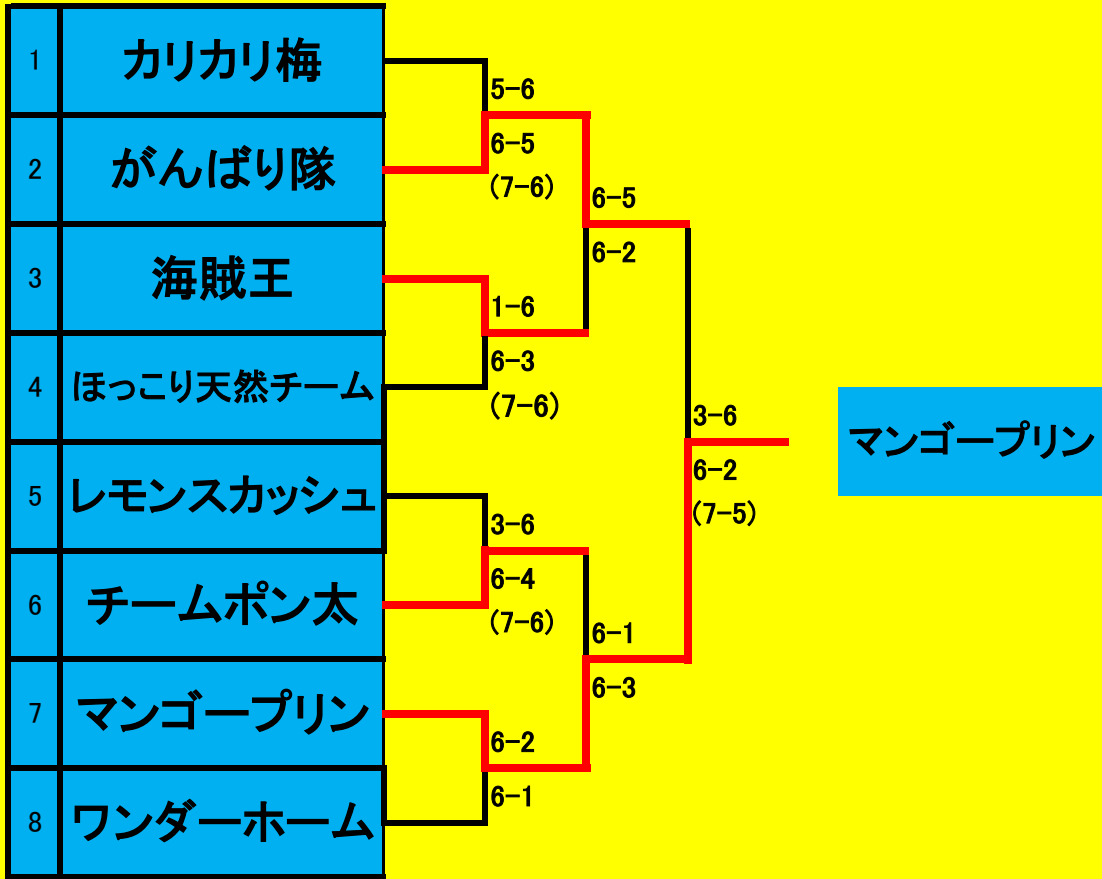 1 カリカリ梅
2 がんばり隊
3 海賊王
4 ほっこり天然チーム
5 レモンスカッシュ
6 チームポン太
7 マンゴープリン
8 ワンダーホーム
5-6
6-5
(7-6)
1-6
6-3
(7-6)
3-6
6-4
(7-6)
6-2
6-1
6-5
6-2
6-1
6-3
3-6
6-2
(7-5)
マンゴープリン